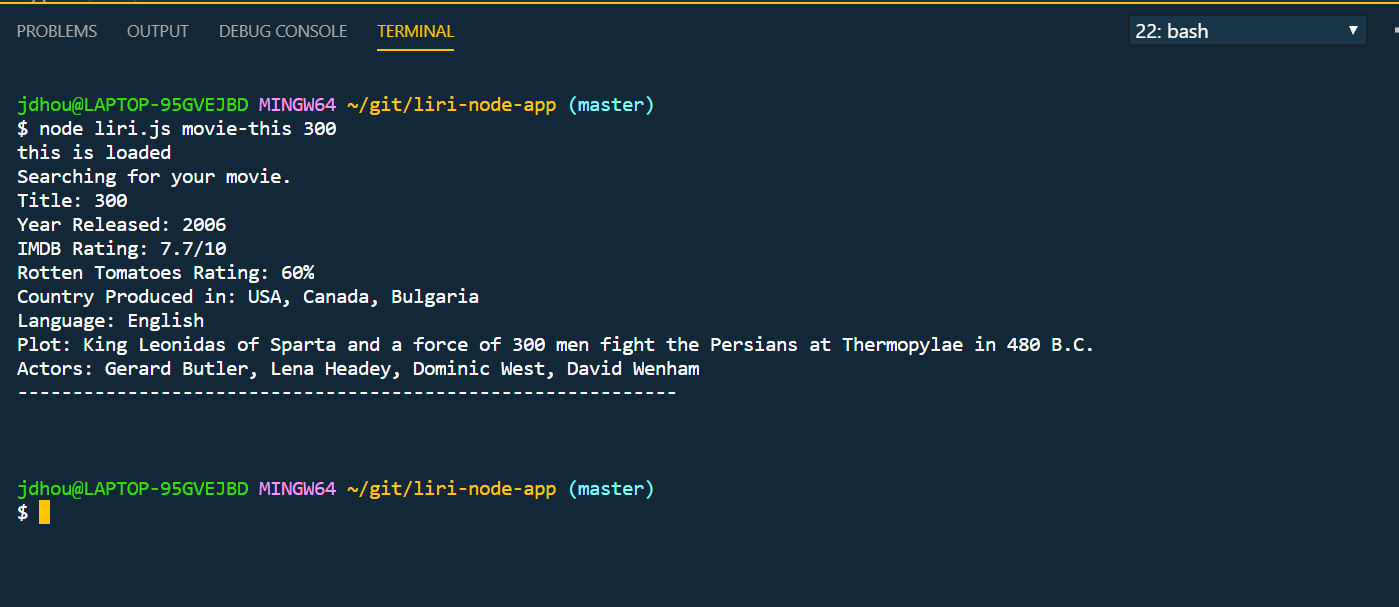 PROBLEMS OUTPUT DEBUG CONSOLE TERMINAL 22: bash
jdhou@LAPTOP-95GVEJBD MINGW64 ~/git/liri-node-app (master)
$ node liri.js movie-this 300
this is loaded
Searching for your movie.
Title: 300
Year Released: 2006
IMDB Rating: 7.7/10
Rotten Tomatoes Rating: 60%
Country Produced in: USA, Canada, Bulgaria
Language: English
Plot: King Leonidas of Sparta and a force of 300 men fight the Persians at Thermopylae in 480 B.C.
Actors: Gerard Butler, Lena Headey, Dominic West, David Wenham
------------------------------------------------------------
jdhou@LAPTOP-95GVEJBD MINGW64 ~/git/liri-node-app (master)
$